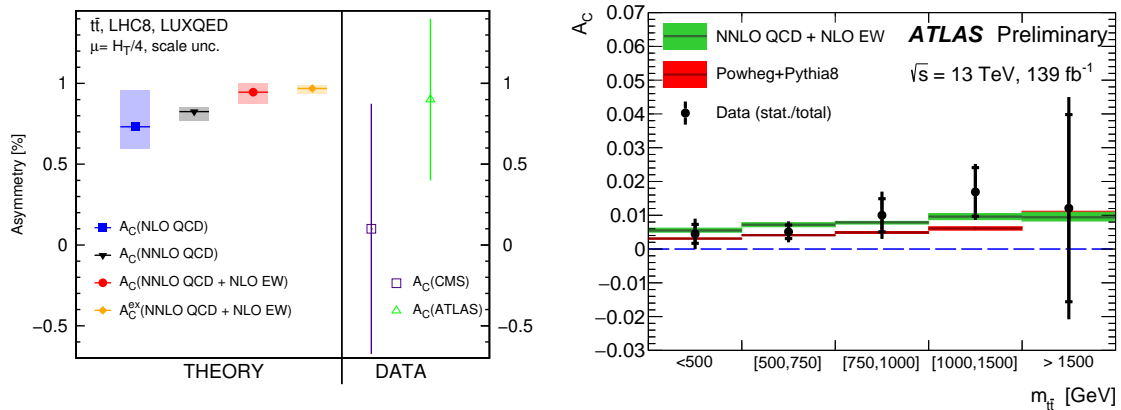 tt̄, LHC8, LUXQED
μ= H_T/4, scale unc.
Asymmetry [%]
1
0.5
0
−0.5
1
0.5
0
−0.5
A_C(NLO QCD)
A_C(NNLO QCD)
A_C(NNLO QCD + NLO EW)
A_C^ex(NNLO QCD + NLO EW)
A_C(CMS)
A_C(ATLAS)
THEORY
DATA
A_C
0.07
0.06
0.05
0.04
0.03
0.02
0.01
0
−0.01
−0.02
−0.03
NNLO QCD + NLO EW
Powheg+Pythia8
Data (stat./total)
ATLAS Preliminary
√s = 13 TeV, 139 fb⁻¹
<500
[500,750]
[750,1000]
[1000,1500]
> 1500
m_tt̄ [GeV]